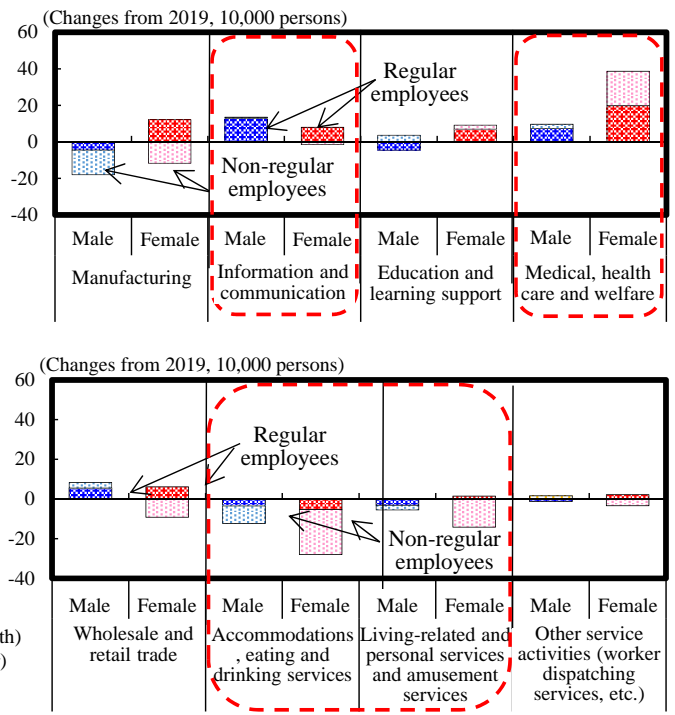 (Changes from 2019, 10,000 persons)
60
40
20
0
-20
-40
Regular
employees
Non-regular
employees
Male Female Male Female Male Female Male Female
Manufacturing
Information and
communication
Education and
learning support
Medical, health
care and welfare
(Changes from 2019, 10,000 persons)
60
40
20
0
-20
-40
Regular
employees
Non-regular
employees
Male Female Male Female Male Female Male Female
Wholesale and
retail trade
Accommodations
, eating and
drinking services
Living-related and
personal services
and amusement
services
Other service
activities (worker
dispatching
services, etc.)
th)
)